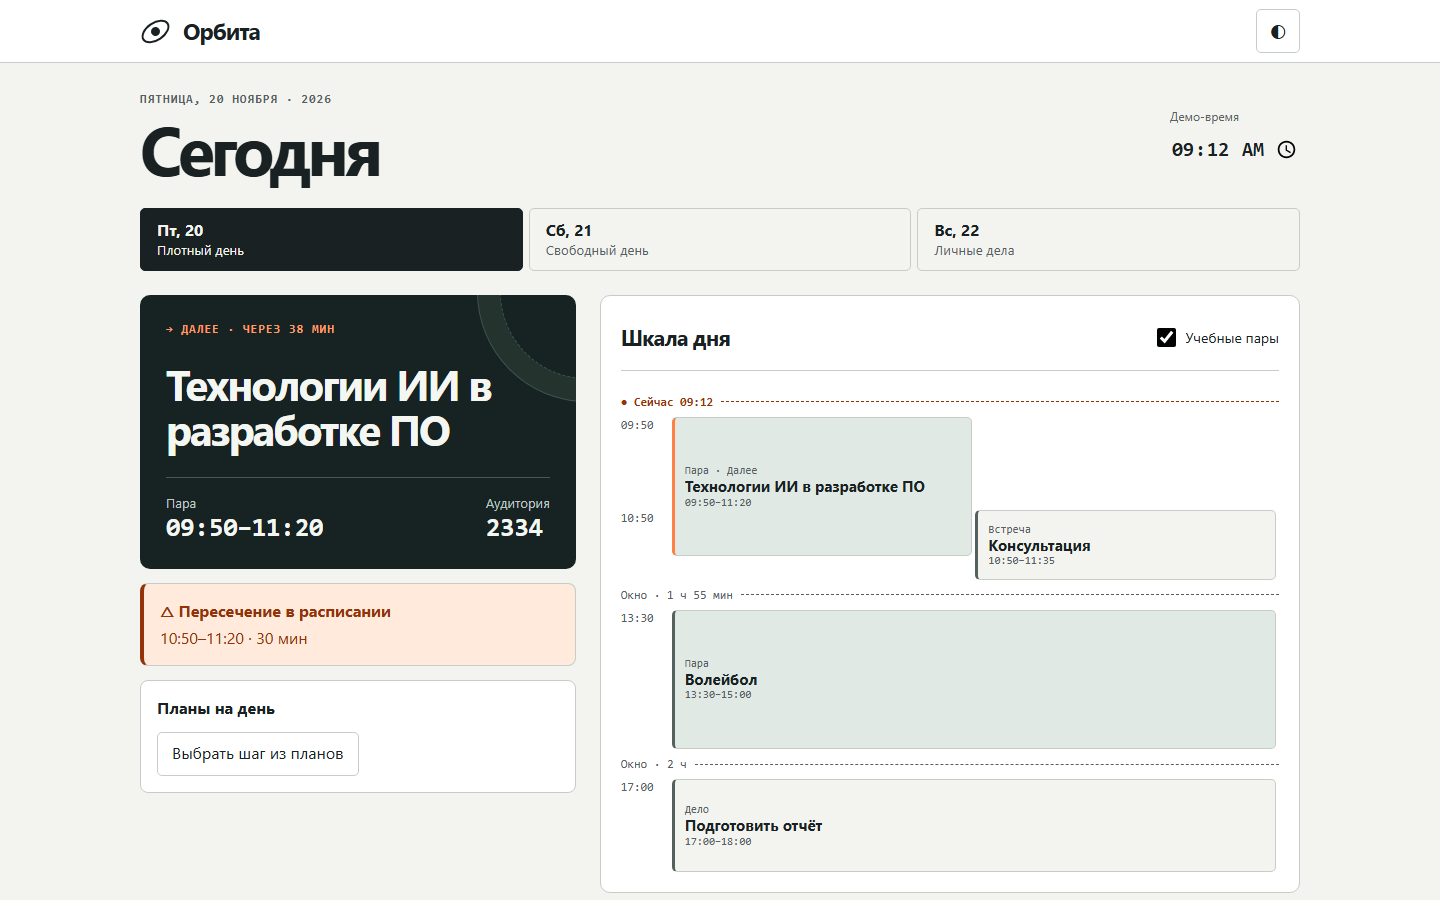 Орбита
ПЯТНИЦА, 20 НОЯБРЯ · 2026
Сегодня
Демо-время
09:12 AM
Пт, 20
Плотный день
Сб, 21
Свободный день
Вс, 22
Личные дела
→ ДАЛЕЕ · ЧЕРЕЗ 38 МИН
Технологии ИИ в
разработке ПО
Пара
09:50–11:20
Аудитория
2334
△ Пересечение в расписании
10:50–11:20 · 30 мин
Планы на день
Выбрать шаг из планов
Шкала дня
Учебные пары
● Сейчас 09:12
09:50
Пара · Далее
Технологии ИИ в разработке ПО
09:50–11:20
10:50
Встреча
Консультация
10:50–11:35
Окно · 1 ч 55 мин
13:30
Пара
Волейбол
13:30–15:00
Окно · 2 ч
17:00
Дело
Подготовить отчёт
17:00–18:00